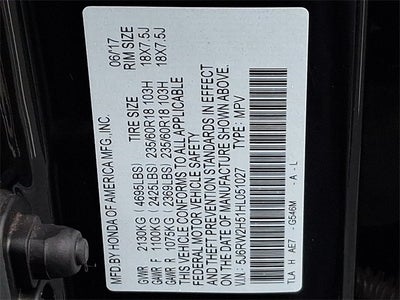 MFD.BY HONDA OF AMERICA MFG.,INC. 06/17
TIRE SIZE RIM SIZE
GVWR 2130KG (4695LBS)
GAWR F 1100KG (2425LBS) 235/60R18 103H 18X7.5J
GAWR R 1075KG (2369LBS) 235/60R18 103H 18X7.5J
THIS VEHICLE CONFORMS TO ALL APPLICABLE
FEDERAL MOTOR VEHICLE SAFETY
AND THEFT PREVENTION STANDARDS IN EFFECT
ON THE DATE OF MANUFACTURE SHOWN ABOVE.
5J6RW2H51HL051027 TYPE: MPV
TLA H AE7 - G546M - A - L